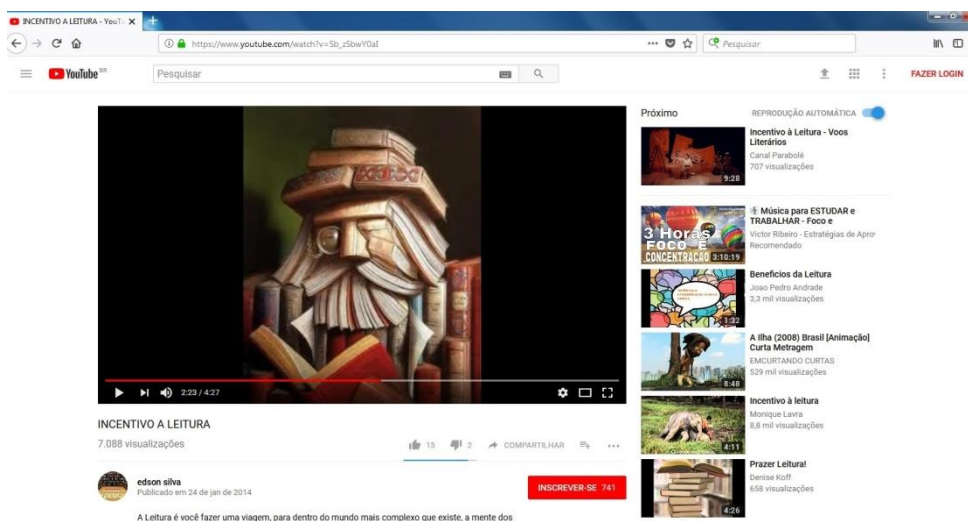 INCENTIVO A LEITURA - YouTu
https://www.youtube.com/watch?v=Sb_zSbwY0aI
Pesquisar
YouTube BR
Pesquisar
FAZER LOGIN
2:23 / 4:27
INCENTIVO A LEITURA
7.088 visualizações
15
2
COMPARTILHAR
edson silva
Publicado em 24 de jan de 2014
INSCREVER-SE 741
A Leitura é você fazer uma viagem, para dentro do mundo mais complexo que existe, a mente dos
Próximo
REPRODUÇÃO AUTOMÁTICA
9:28
Incentivo à Leitura - Voos
Literários
Canal Parabolé
707 visualizações
3 Horas
FOCO E
CONCENTRAÇÃO
3:10:19
Música para ESTUDAR e
TRABALHAR - Foco e
Victor Ribeiro - Estratégias de Apro
Recomendado
1:32
Beneficios da Leitura
Joao Pedro Andrade
3,3 mil visualizações
8:48
A Ilha (2008) Brasil [Animação]
Curta Metragem
EMCURTANDO CURTAS
529 mil visualizações
4:11
Incentivo à leitura
Monique Lavra
8,8 mil visualizações
4:26
Prazer Leitura!
Denise Koff
658 visualizações